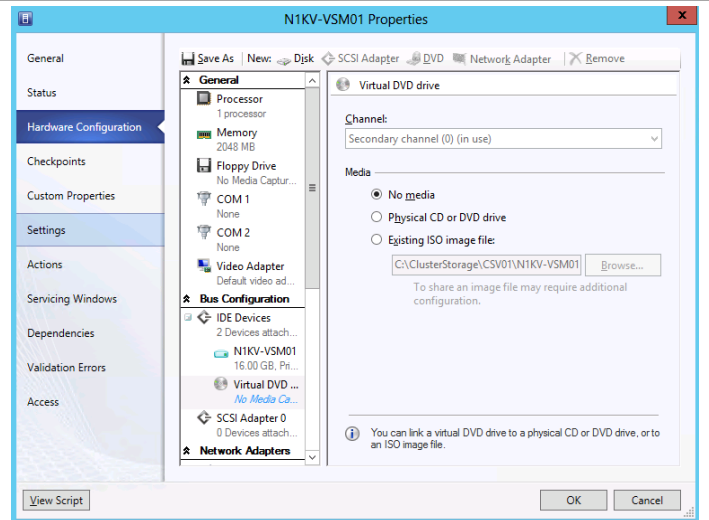 N1KV-VSM01 Properties
x
General
Status
Hardware Configuration
Checkpoints
Custom Properties
Settings
Actions
Servicing Windows
Dependencies
Validation Errors
Access
Save As New: Disk SCSI Adapter DVD Network Adapter Remove
General
Processor
1 processor
Memory
2048 MB
Floppy Drive
No Media Captur...
COM 1
None
COM 2
None
Video Adapter
Default video ad...
Bus Configuration
IDE Devices
2 Devices attach...
N1KV-VSM01
16.00 GB, Pri...
Virtual DVD ...
No Media Ca...
SCSI Adapter 0
0 Devices attach...
Network Adapters
Virtual DVD drive
Channel:
Secondary channel (0) (in use)
Media
No media
Physical CD or DVD drive
Existing ISO image file:
C:\ClusterStorage\CSV01\N1KV-VSM01
Browse...
To share an image file may require additional
configuration.
You can link a virtual DVD drive to a physical CD or DVD drive, or to
an ISO image file.
View Script
OK
Cancel